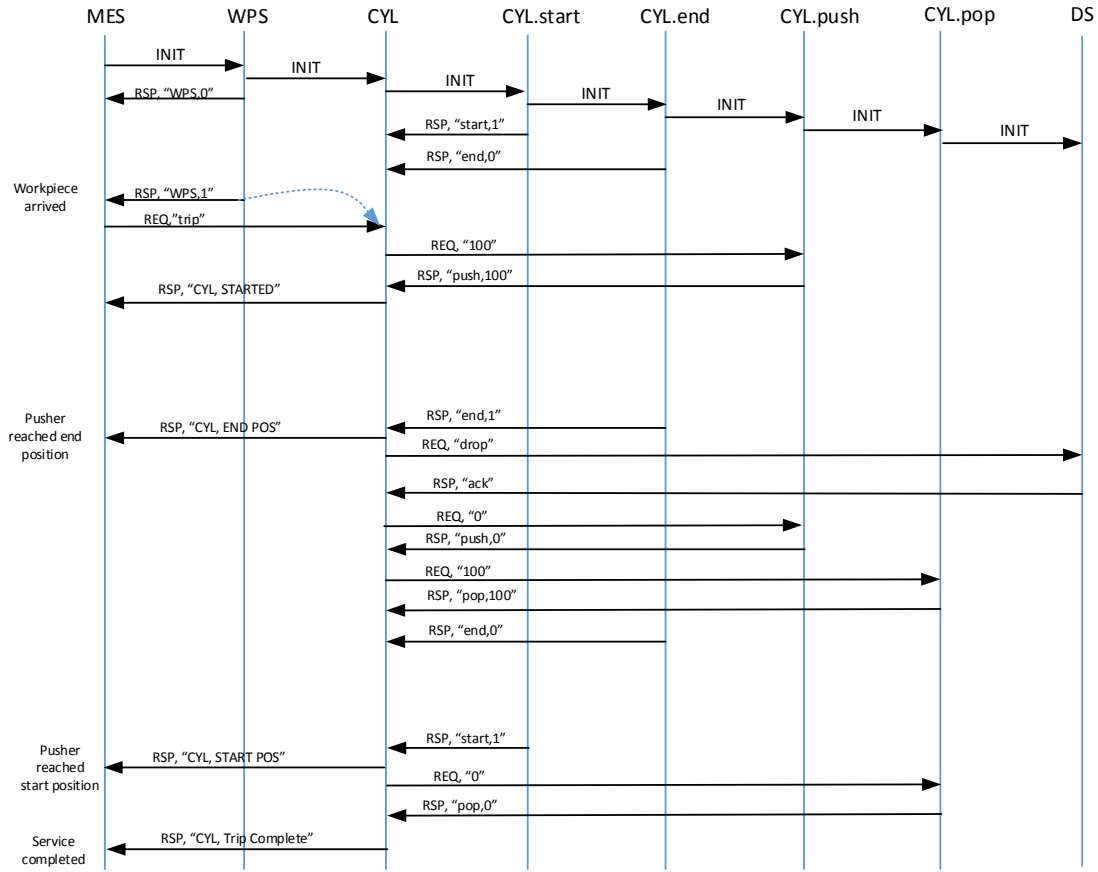 MES WPS CYL CYL.start CYL.end CYL.push CYL.pop DS
INIT
INIT
INIT
INIT
INIT
INIT
INIT
RSP, “WPS,0”
RSP, “start,1”
RSP, “end,0”
Workpiece
arrived
RSP, “WPS,1”
REQ,”trip”
REQ, “100”
RSP, “push,100”
RSP, “CYL, STARTED”
Pusher
reached end
position
RSP, “end,1”
RSP, “CYL, END POS”
REQ, “drop”
RSP, “ack”
REQ, “0”
RSP, “push,0”
REQ, “100”
RSP, “pop,100”
RSP, “end,0”
Pusher
reached
start position
RSP, “start,1”
RSP, “CYL, START POS”
REQ, “0”
RSP, “pop,0”
Service
completed
RSP, “CYL, Trip Complete”